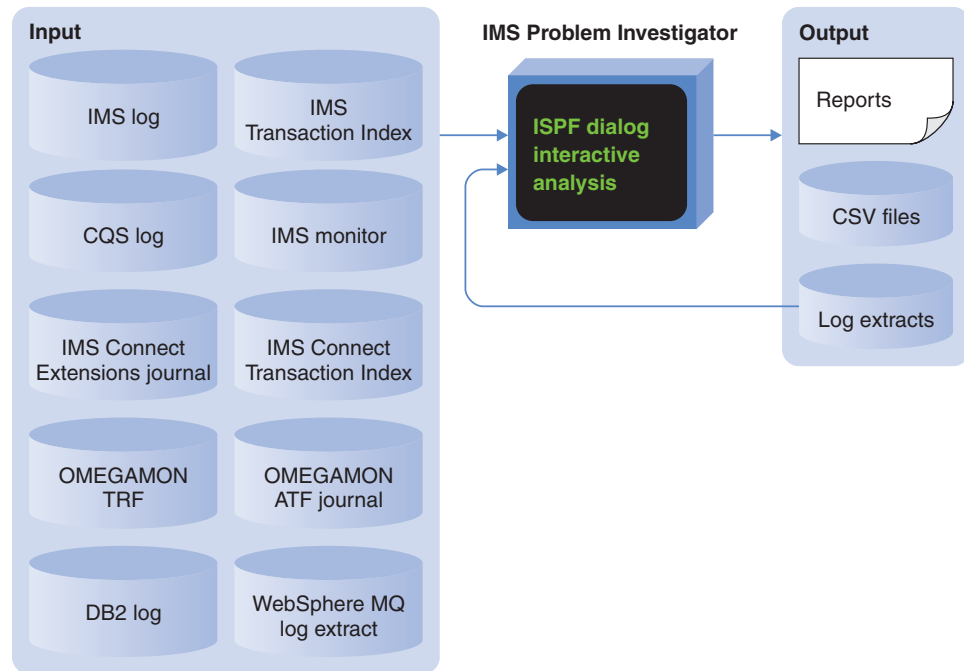 Input
IMS log
IMS
Transaction Index
CQS log
IMS monitor
IMS Connect
Extensions journal
IMS Connect
Transaction Index
OMEGAMON
TRF
OMEGAMON
ATF journal
DB2 log
WebSphere MQ
log extract
IMS Problem Investigator
ISPF dialog
interactive
analysis
Output
Reports
CSV files
Log extracts